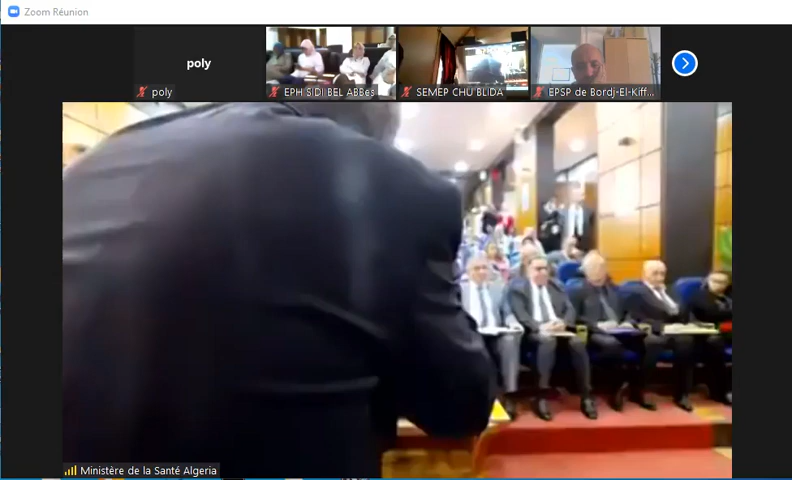 Zoom Réunion
poly
poly
EPH SIDI BEL ABBes
SEMEP CHU BLIDA
EPSP de Bordj-El-Kiff...
Ministère de la Santé Algeria